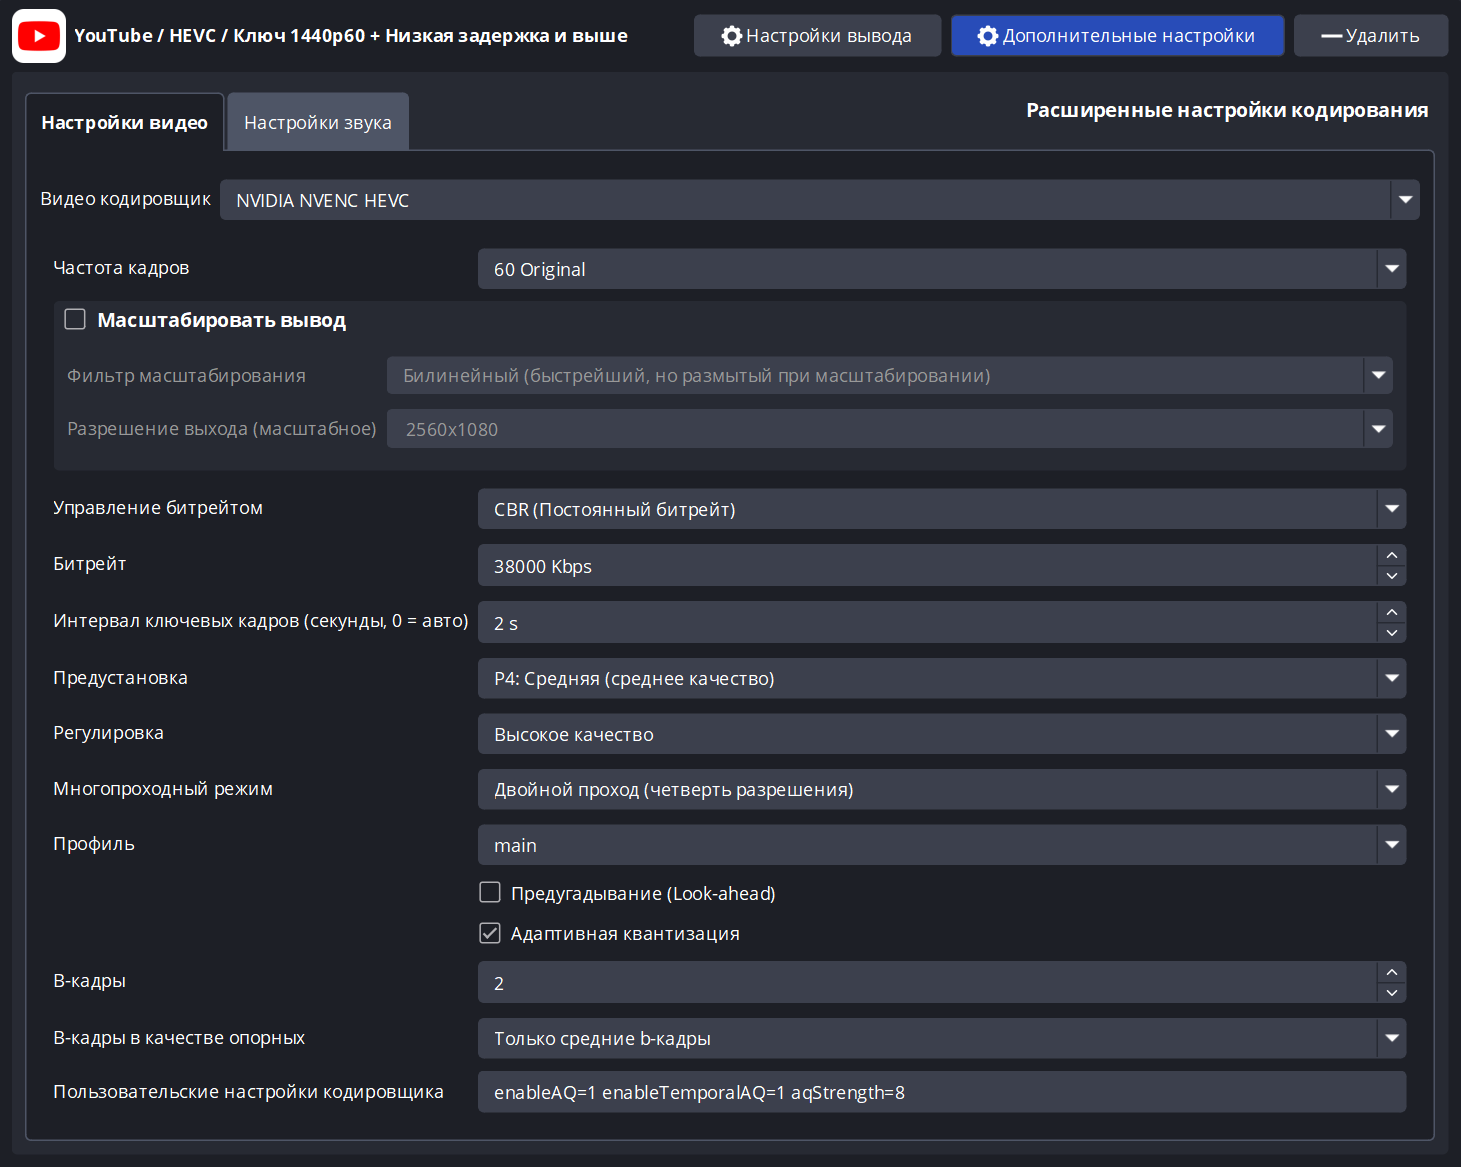 YouTube / HEVC / Ключ 1440p60 + Низкая задержка и выше
Настройки вывода
Дополнительные настройки
Удалить
Настройки видео
Настройки звука
Расширенные настройки кодирования
Видео кодировщик
NVIDIA NVENC HEVC
Частота кадров
60 Original
Масштабировать вывод
Фильтр масштабирования
Билинейный (быстрейший, но размытый при масштабировании)
Разрешение выхода (масштабное)
2560x1080
Управление битрейтом
CBR (Постоянный битрейт)
Битрейт
38000 Kbps
Интервал ключевых кадров (секунды, 0 = авто)
2 s
Предустановка
P4: Средняя (среднее качество)
Регулировка
Высокое качество
Многопроходный режим
Двойной проход (четверть разрешения)
Профиль
main
Предугадывание (Look-ahead)
Адаптивная квантизация
B-кадры
2
B-кадры в качестве опорных
Только средние b-кадры
Пользовательские настройки кодировщика
enableAQ=1 enableTemporalAQ=1 aqStrength=8